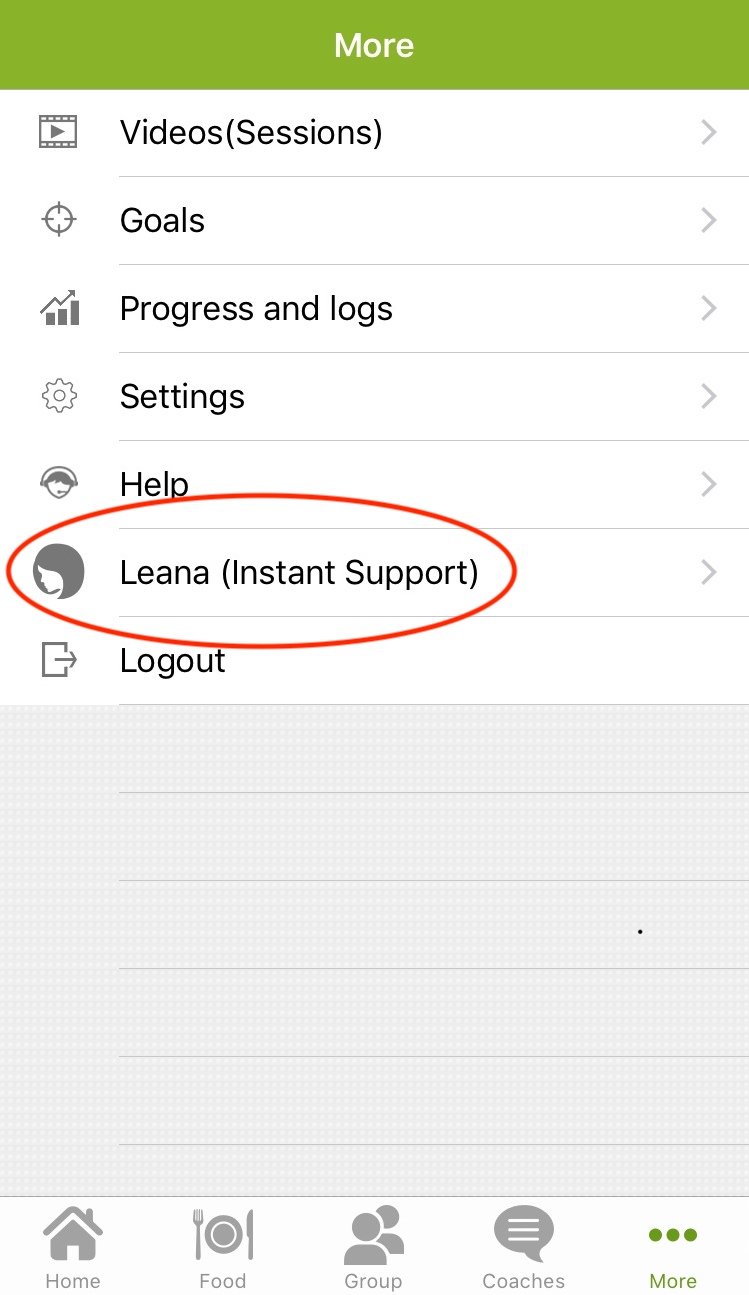 More
Videos(Sessions)
Goals
Progress and logs
Settings
Help
Leana (Instant Support)
Logout
Home Food Group Coaches More